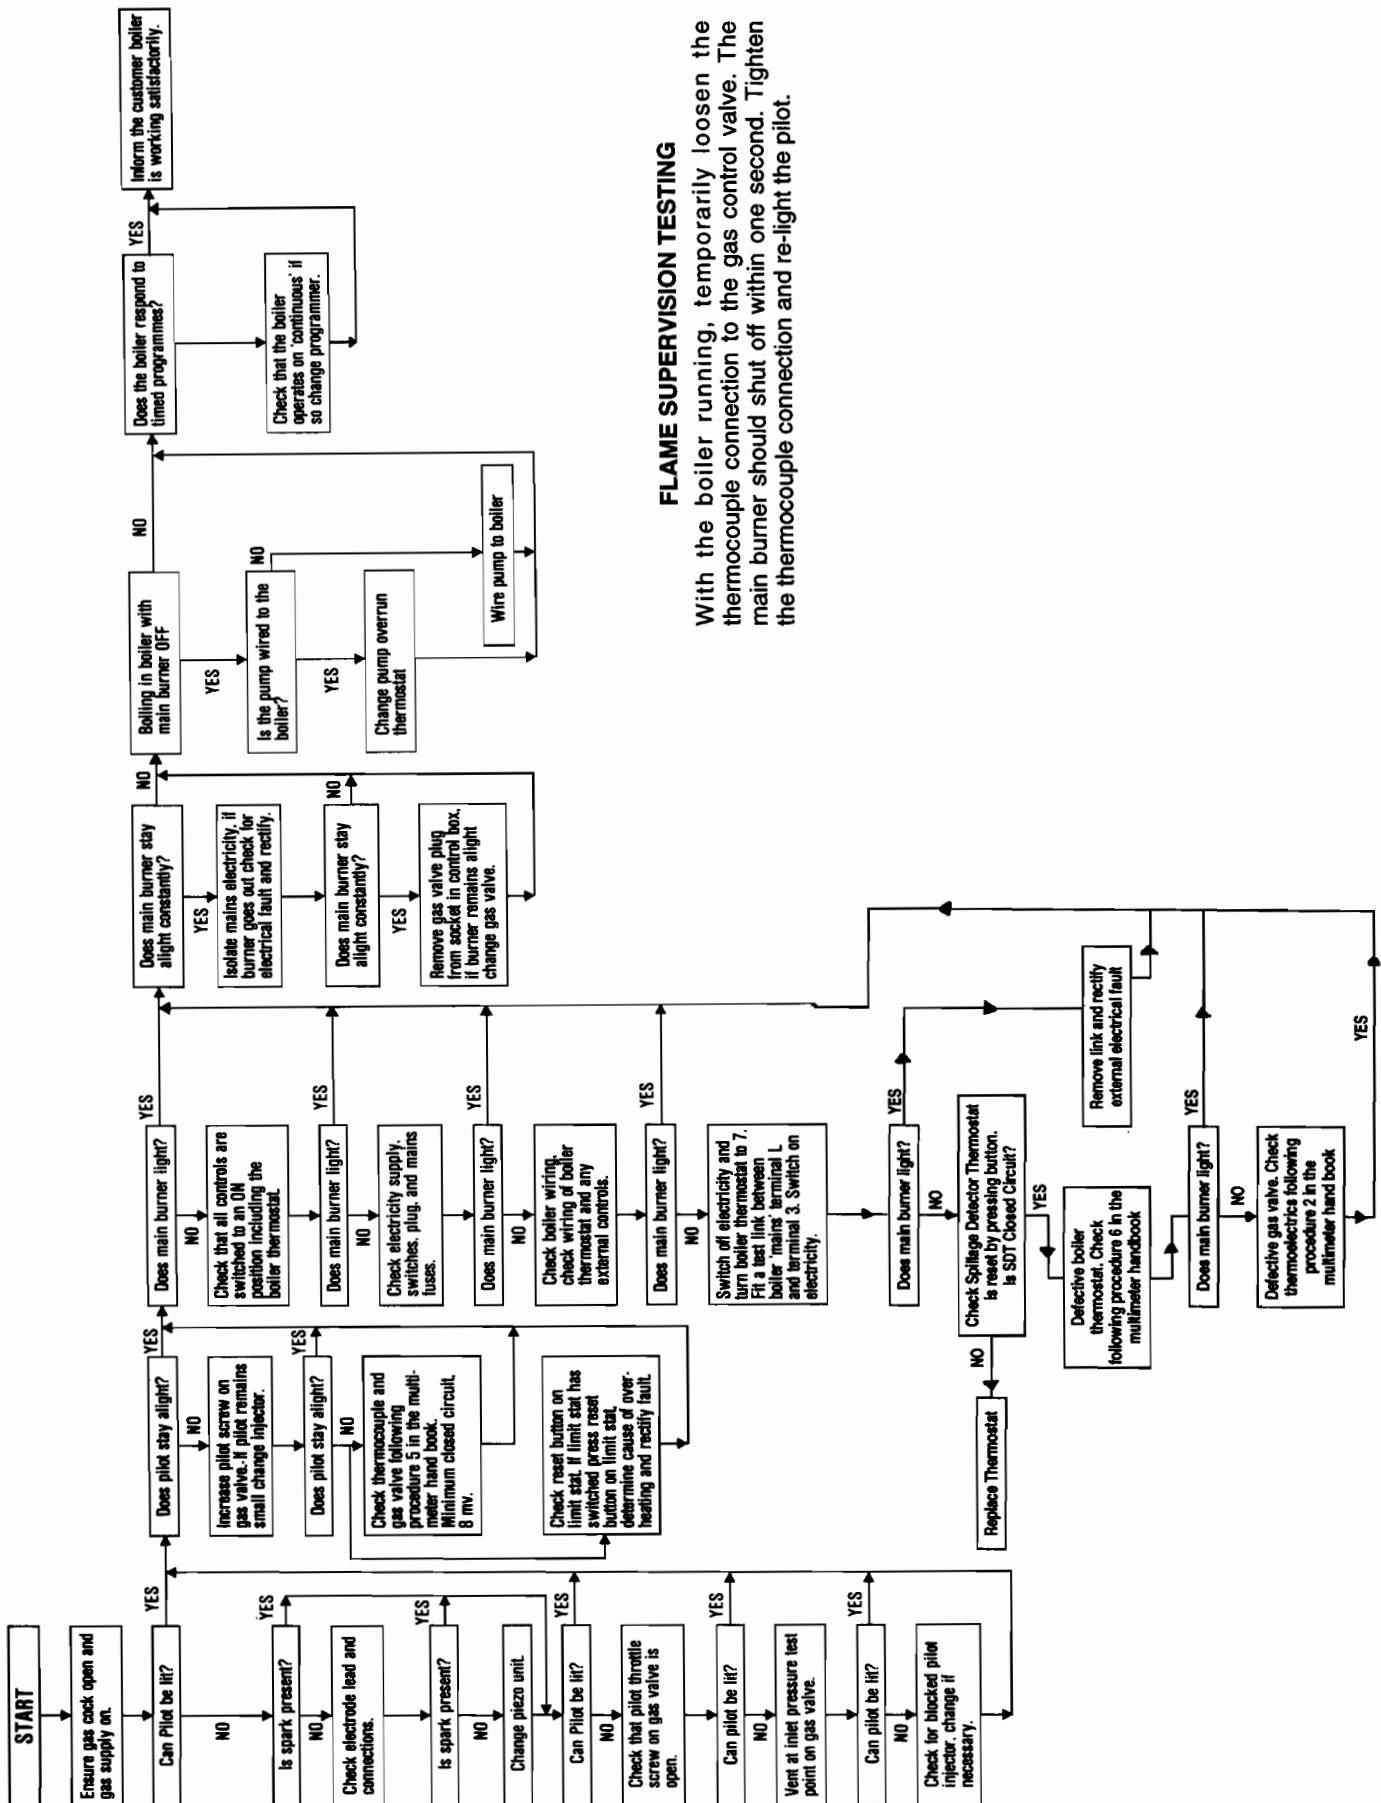 START
Ensure gas cock open and
gas supply on.
Can Pilot be lit?
YES
NO
Is spark present?
YES
NO
Check electrode lead and
connections.
Is spark present?
YES
NO
Change piezo unit.
Can Pilot be lit?
YES
NO
Check that pilot throttle
screw on gas valve is
open.
Can pilot be lit?
YES
NO
Vent at inlet pressure test
point on gas valve.
Can pilot be lit?
YES
NO
Check for blocked pilot
injector, change if
necessary.
Does pilot stay alight?
YES
NO
Increase pilot screw on
gas valve. If pilot remains
small change injector.
Does pilot stay alight?
YES
NO
Check thermocouple and
gas valve following
procedure 5 in the multi-
meter hand book.
Minimum closed circuit,
8 mv.
Check reset button on
limit stat. If limit stat has
switched press reset
button on limit stat,
determine cause of over-
heating and rectify fault.
Does main burner light?
YES
NO
Check that all controls are
switched to an ON
position including the
boiler thermostat.
Does main burner light?
YES
NO
Check electricity supply,
switches, plug, and mains
fuses.
Does main burner light?
YES
NO
Check boiler wiring,
check wiring of boiler
thermostat and any
external controls.
Does main burner light?
YES
NO
Switch off electricity and
turn boiler thermostat to 7.
Fit a test link between
boiler 'mains' terminal L
and terminal 3. Switch on
electricity.
Does main burner light?
YES
NO
Remove link and rectify
external electrical fault
Check Spillage Detector Thermostat
is reset by pressing button.
Is SDT Closed Circuit?
NO
YES
Replace Thermostat
Defective boiler
thermostat. Check
following procedure 6 in the
multimeter handbook
Does main burner light?
YES
NO
Defective gas valve. Check
thermoelectrics following
procedure 2 in the
multimeter hand book
YES
Does main burner stay
alight constantly?
NO
YES
Isolate mains electricity, if
burner goes out check for
electrical fault and rectify.
Does main burner stay
alight constantly?
NO
YES
Remove gas valve plug
from socket in control box,
if burner remains alight
change gas valve.
Boiling in boiler with
main burner OFF
NO
YES
Is the pump wired to the
boiler?
NO
YES
Change pump overrun
thermostat
Wire pump to boiler
Does the boiler respond to
timed programmes?
YES
Check that the boiler
operates on 'continuous' if
so change programmer.
Inform the customer boiler
is working satisfactorily.
FLAME SUPERVISION TESTING
With the boiler running, temporarily loosen the
thermocouple connection to the gas control valve. The
main burner should shut off within one second. Tighten
the thermocouple connection and re-light the pilot.